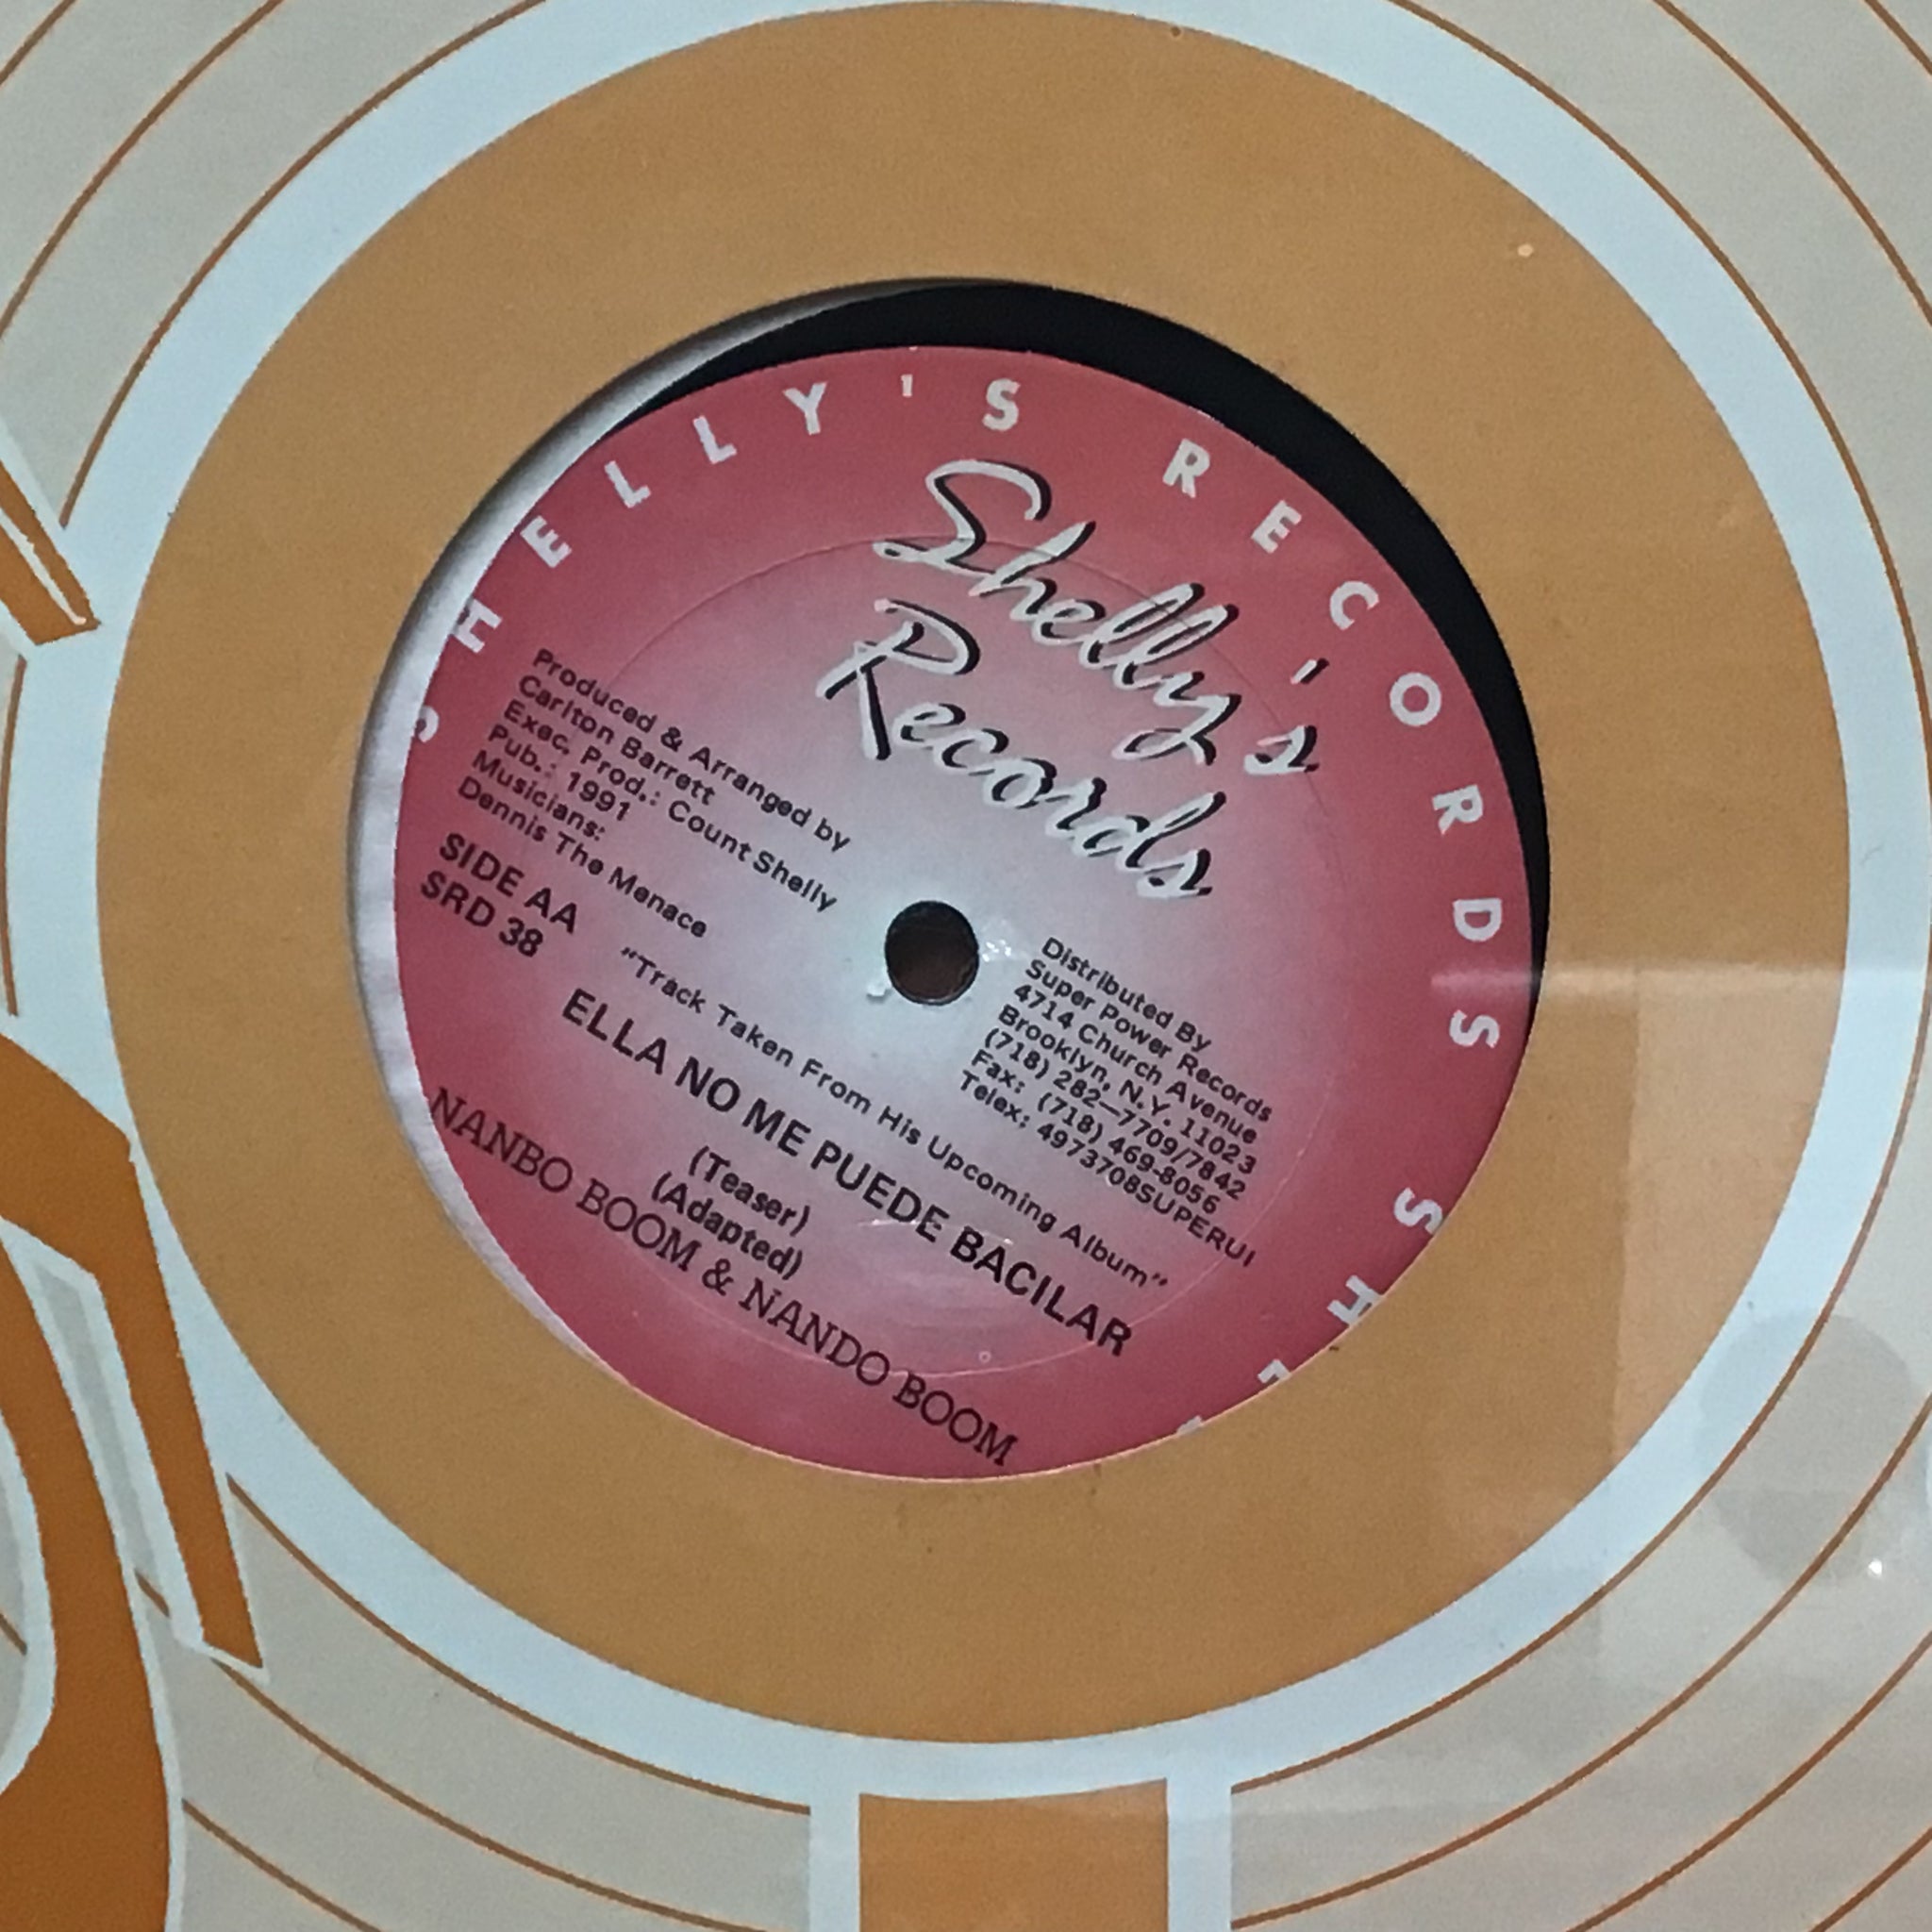 SHELLY'S RECORDS SH
Shelly's
Records
Produced & Arranged by
Carlton Barrett
Exec. Prod.: Count Shelly
Pub.: 1991
Musicians:
Dennis The Menace
SIDE AA
SRD 38
Distributed By
Super Power Records
4714 Church Avenue
Brooklyn, N.Y. 11023
(718) 282—7709/7842
Fax: (718) 469-8056
Telex: 4973708SUPERUI
"Track Taken From His Upcoming Album"
ELLA NO ME PUEDE BACILAR
(Teaser)
(Adapted)
NANBO BOOM & NANDO BOOM